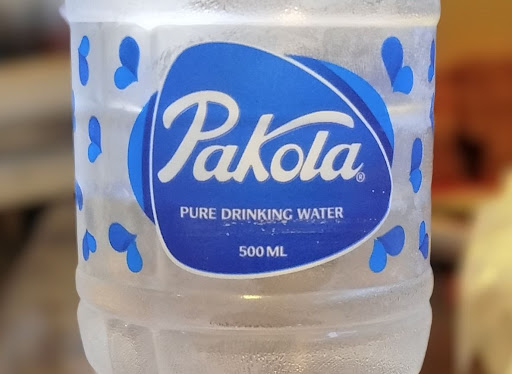 Pakola®
PURE DRINKING WATER
500 ML